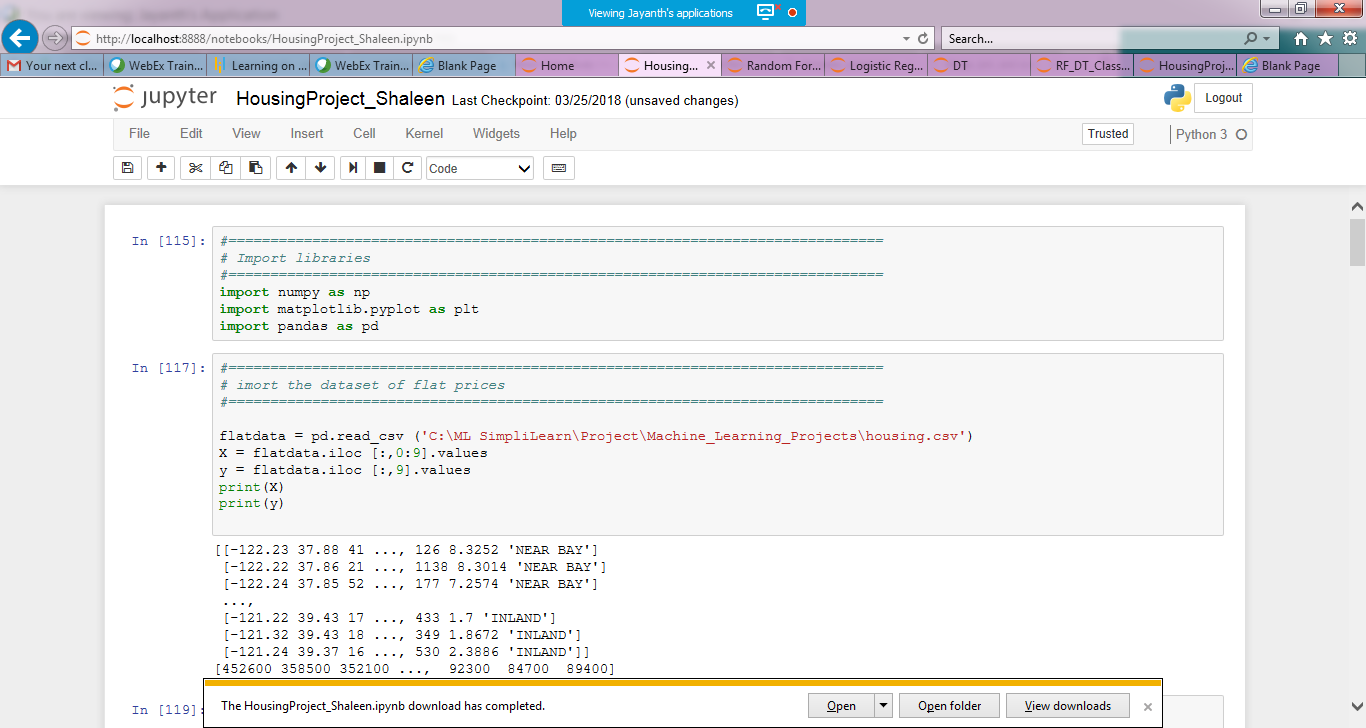 Viewing Jayanth's applications
http://localhost:8888/notebooks/HousingProject_Shaleen.ipynb
Search...
Your next cl... WebEx Train... Learning on ... WebEx Train... Blank Page Home Housing... Random For... Logistic Reg... DT RF_DT_Class... HousingProj... Blank Page
jupyter HousingProject_Shaleen Last Checkpoint: 03/25/2018 (unsaved changes) Logout
File Edit View Insert Cell Kernel Widgets Help Trusted Python 3
Code
In [115]: #==============================================================================
# Import libraries
#==============================================================================
import numpy as np
import matplotlib.pyplot as plt
import pandas as pd
In [117]: #==============================================================================
# imort the dataset of flat prices
#==============================================================================
flatdata = pd.read_csv ('C:\ML SimpliLearn\Project\Machine_Learning_Projects\housing.csv')
X = flatdata.iloc [:,0:9].values
y = flatdata.iloc [:,9].values
print(X)
print(y)
[[-122.23 37.88 41 ..., 126 8.3252 'NEAR BAY']
[-122.22 37.86 21 ..., 1138 8.3014 'NEAR BAY']
[-122.24 37.85 52 ..., 177 7.2574 'NEAR BAY']
...,
[-121.22 39.43 17 ..., 433 1.7 'INLAND']
[-121.32 39.43 18 ..., 349 1.8672 'INLAND']
[-121.24 39.37 16 ..., 530 2.3886 'INLAND']]
[452600 358500 352100 ..., 92300 84700 89400]
The HousingProject_Shaleen.ipynb download has completed. Open Open folder View downloads
In [119]: